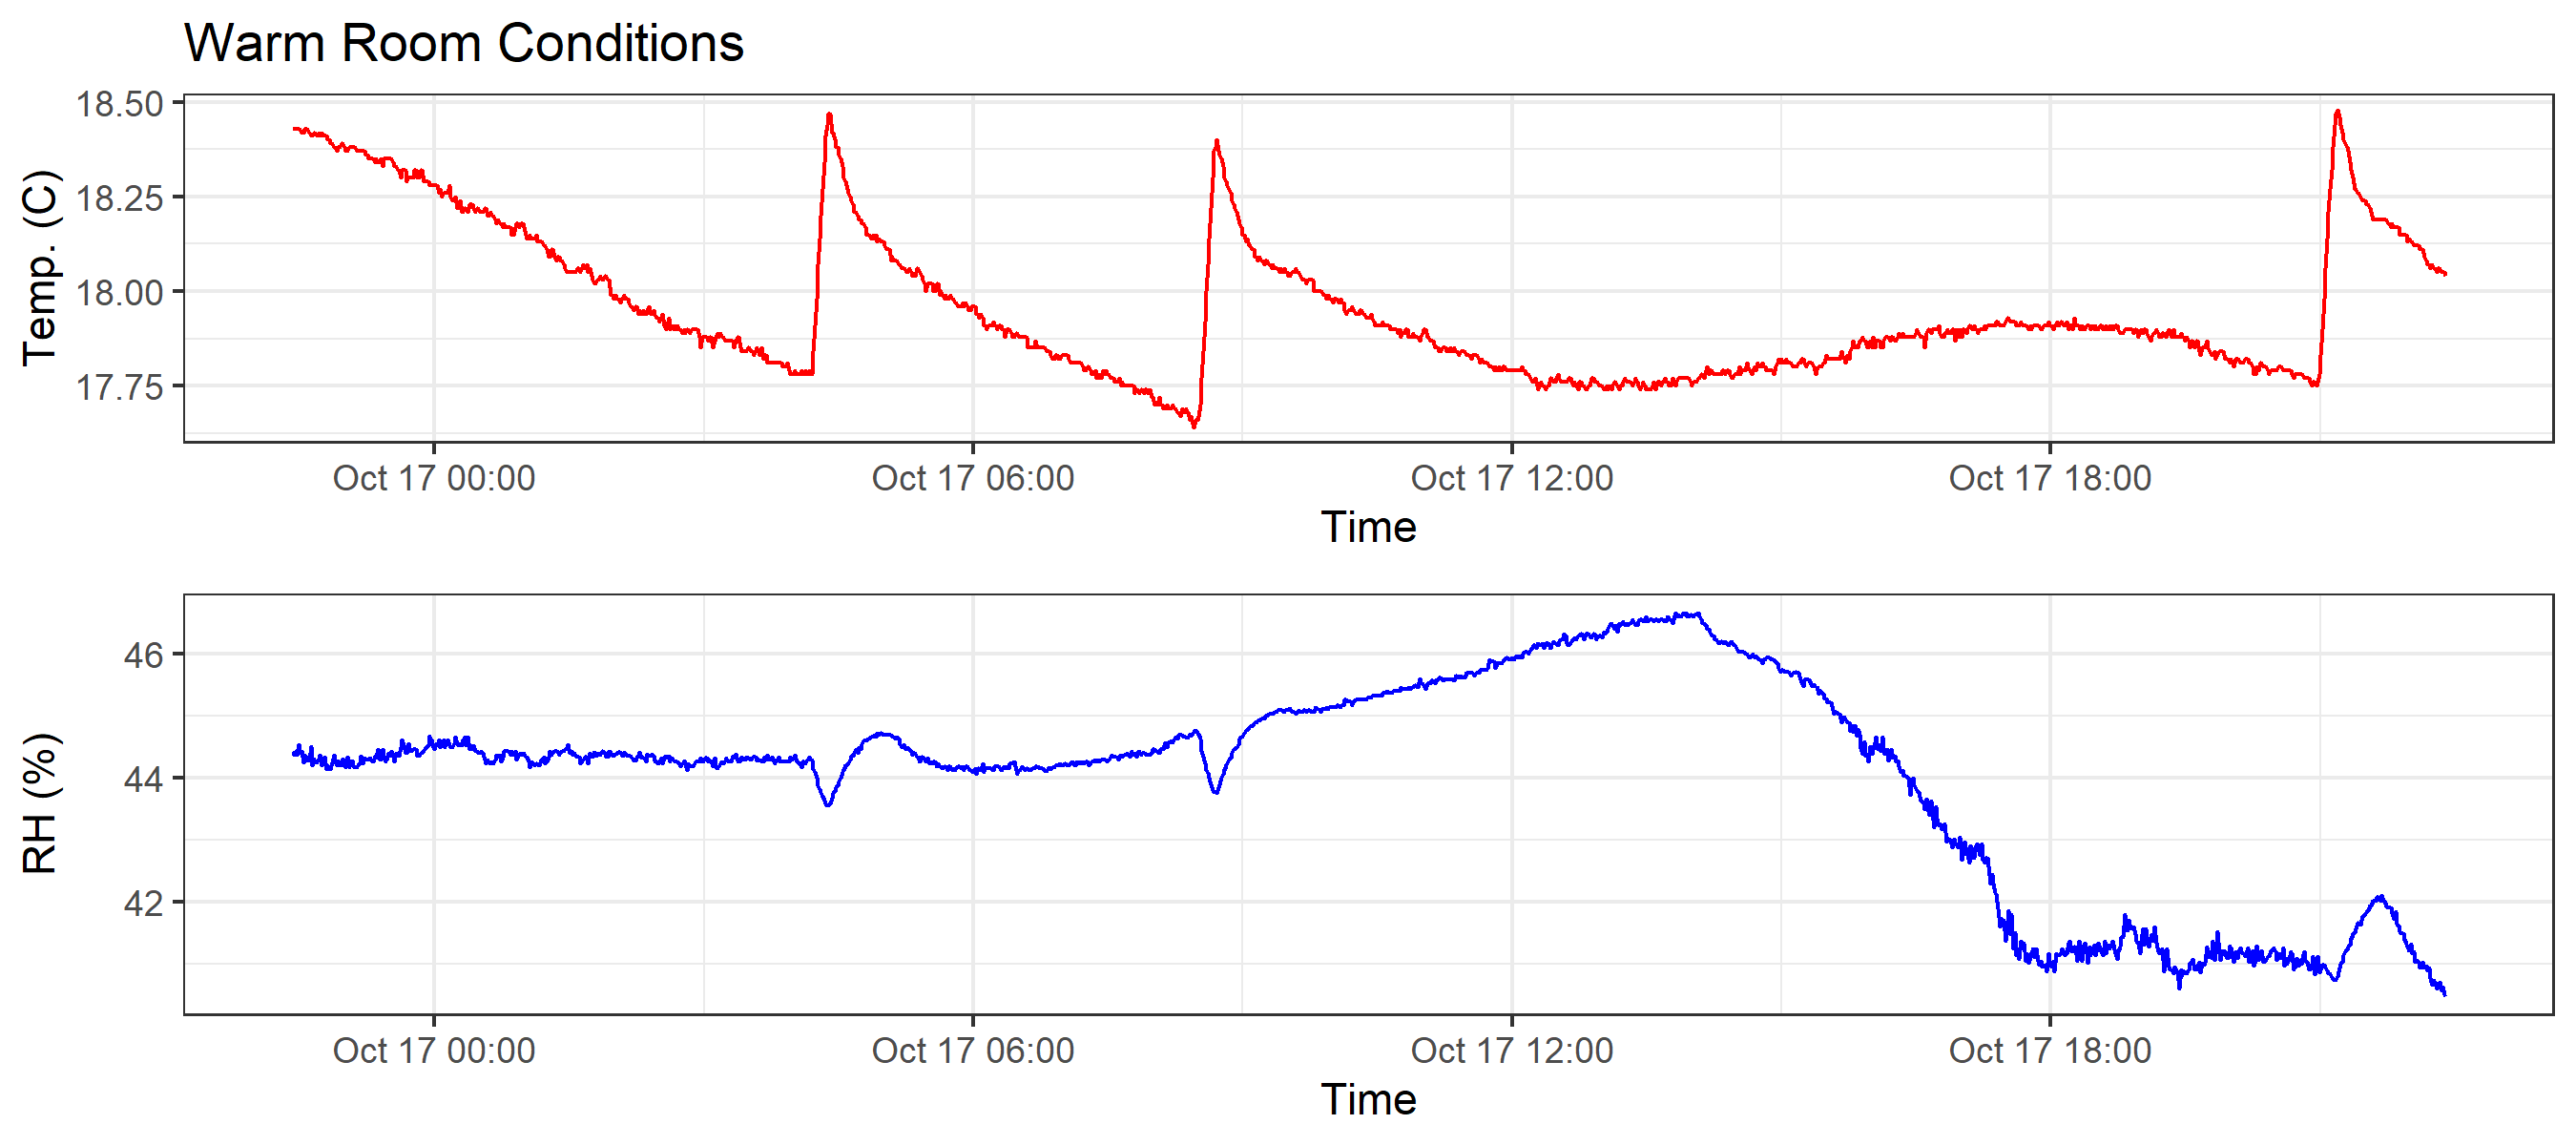 Warm Room Conditions
18.50
18.25
18.00
17.75
Temp. (C)
Oct 17 00:00 Oct 17 06:00 Oct 17 12:00 Oct 17 18:00
Time
46
44
42
RH (%)
Oct 17 00:00 Oct 17 06:00 Oct 17 12:00 Oct 17 18:00
Time